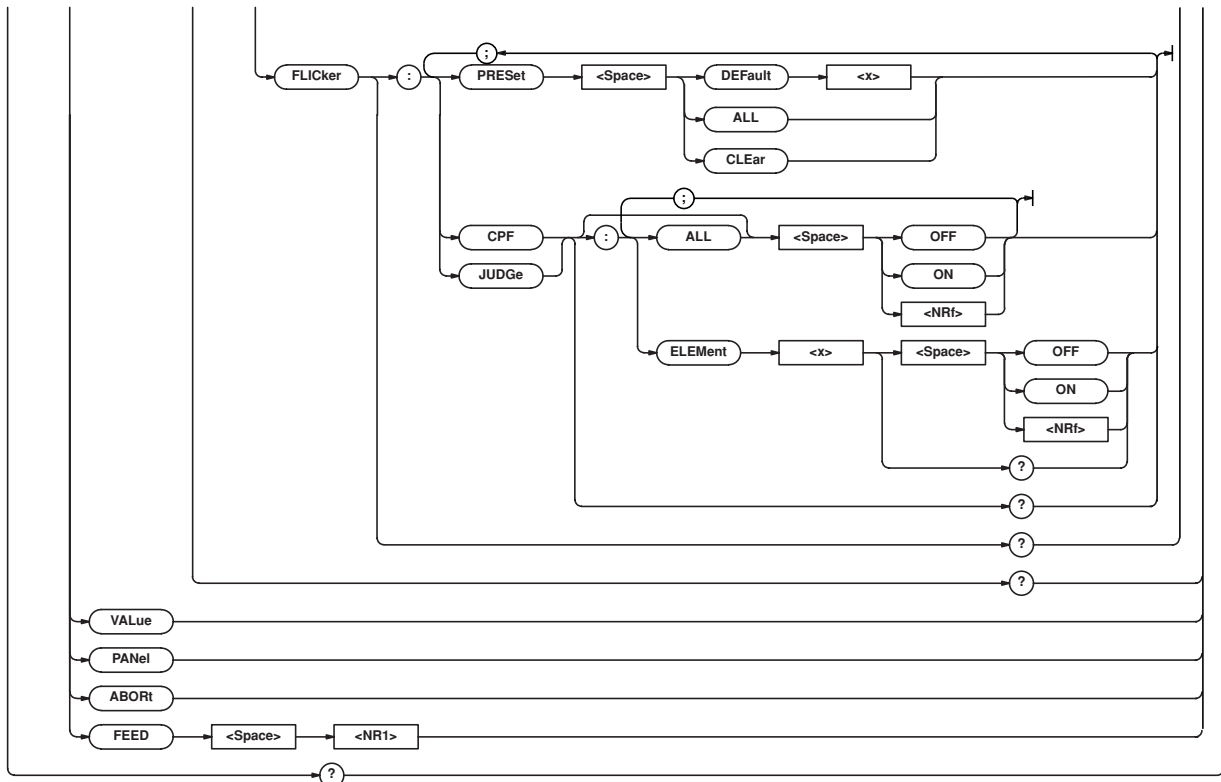 ;
FLICker : PRESet <Space> DEFault <x>
ALL
CLEar
;
CPF : ALL <Space> OFF
JUDGe ON
<NRf>
ELEMent <x> <Space> OFF
ON
<NRf>
?
?
?
?
VALue
PANel
ABORt
FEED <Space> <NR1>
?